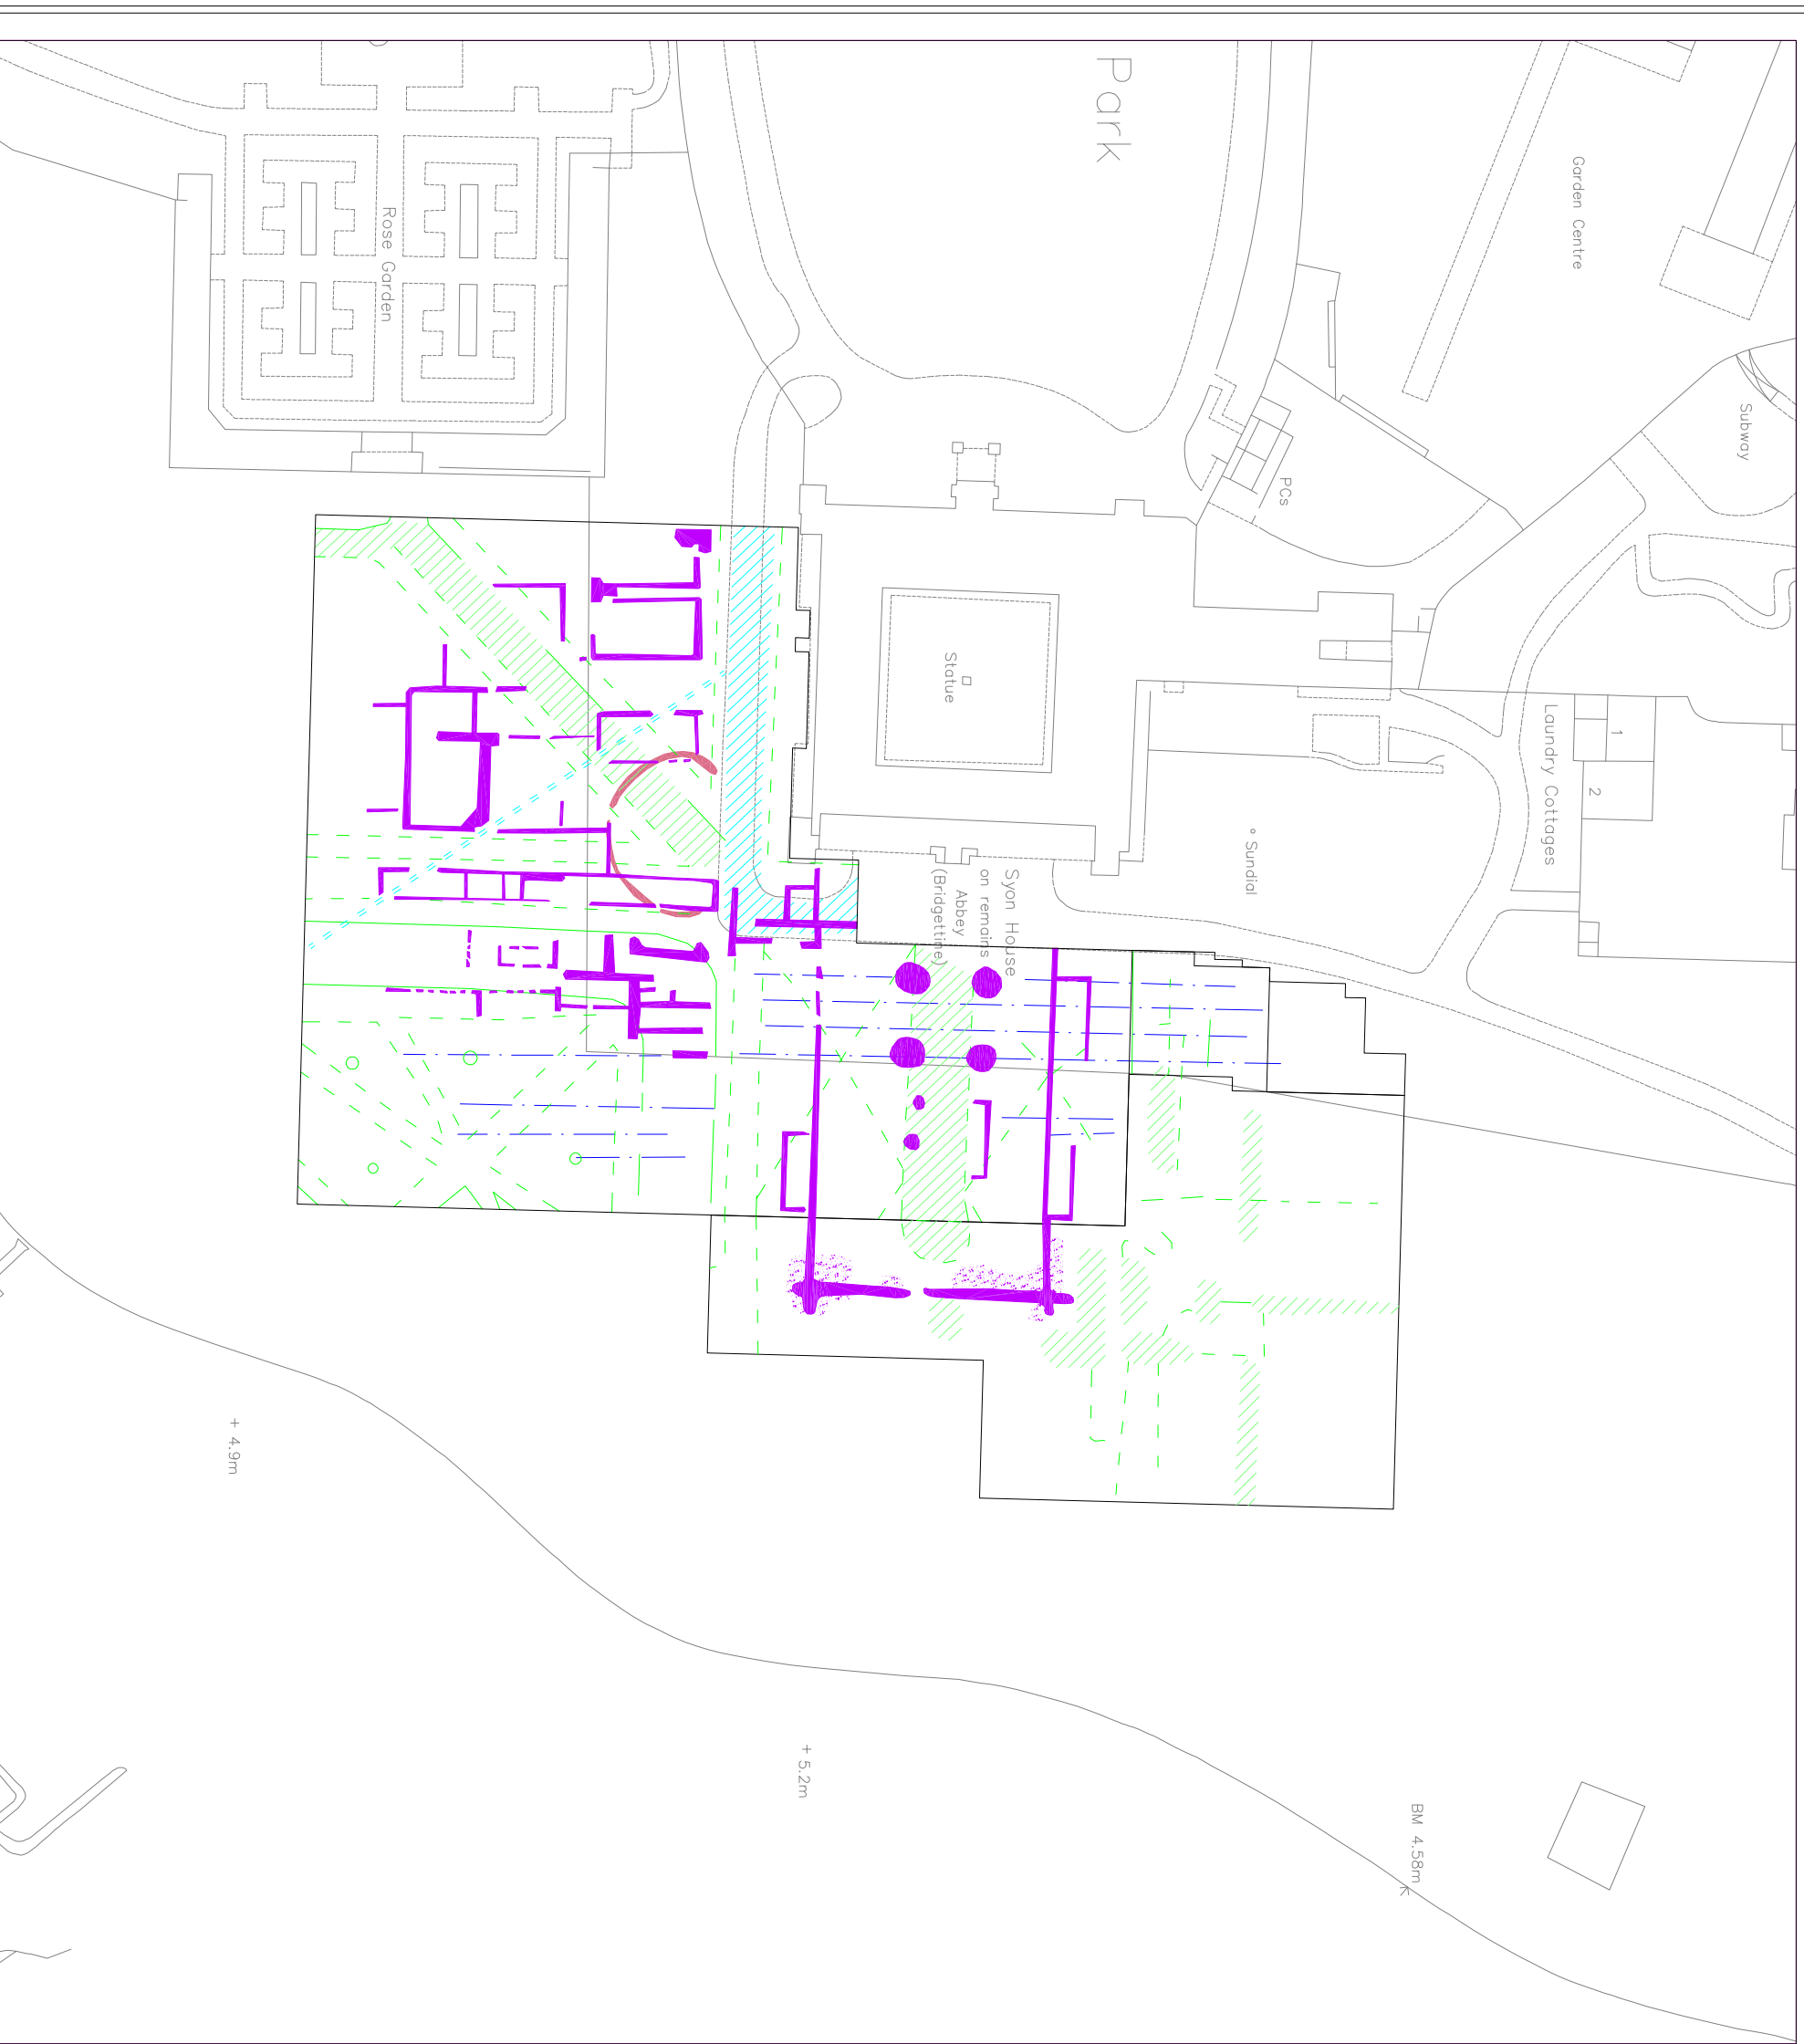 Park
Garden Centre
Rose Garden
Subway
PCs
Statue
Laundry Cottages
1
2
Sundial
Syon House
on remains
Abbey
(Bridgettine)
+ 4.9m
+ 5.2m
BM 4.58m